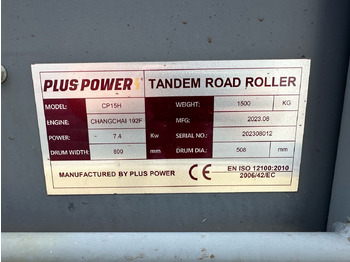 PLUS POWER TANDEM ROAD ROLLER
MODEL: CP15H WEIGHT: 1500 KG
ENGINE: CHANGCHAI 192F MFG: 2023.08
POWER: 7.4 Kw SERIAL NO.: 202308012
DRUM WIDTH: 800 mm DRUM DIA.: 508 mm
MANUFACTURED BY PLUS POWER CE EN ISO 12100:2010
2006/42/EC